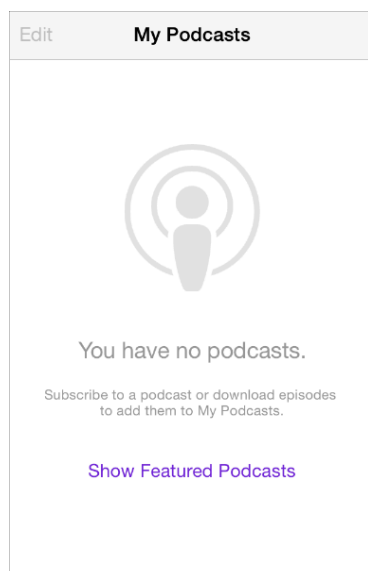 Edit
My Podcasts
You have no podcasts.
Subscribe to a podcast or download episodes
to add them to My Podcasts.
Show Featured Podcasts